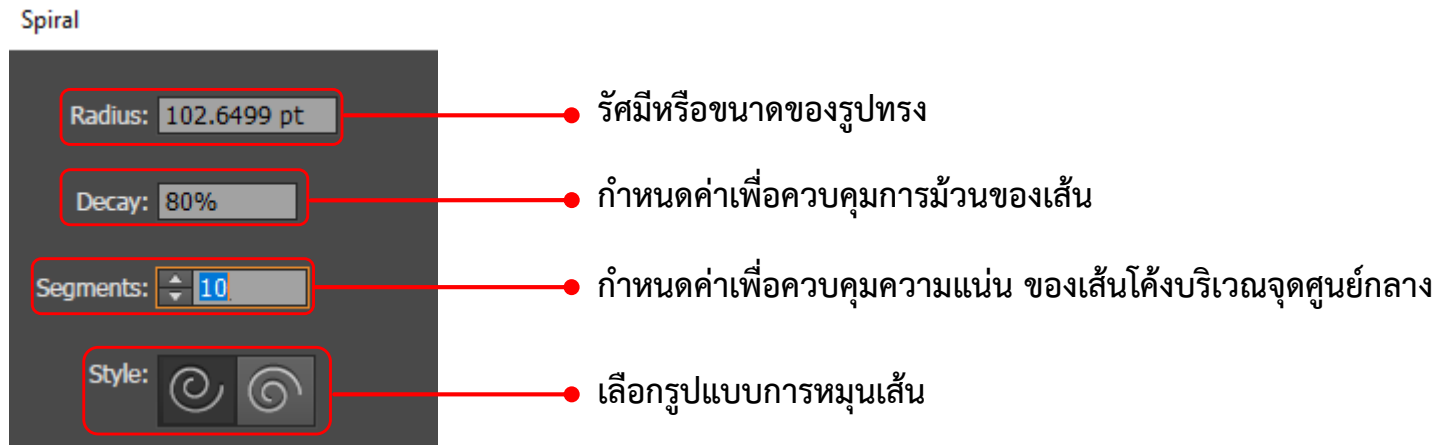 Spiral
Radius: 102.6499 pt รัศมีหรือขนาดของรูปทรง
Decay: 80% กำหนดค่าเพื่อควบคุมการม้วนของเส้น
Segments: 10 กำหนดค่าเพื่อควบคุมความแน่น ของเส้นโค้งบริเวณจุดศูนย์กลาง
Style: เลือกรูปแบบการหมุนเส้น